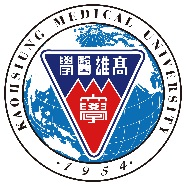 KAOHSIUNG MEDICAL UNIVERSITY
高雄醫學
·1954·